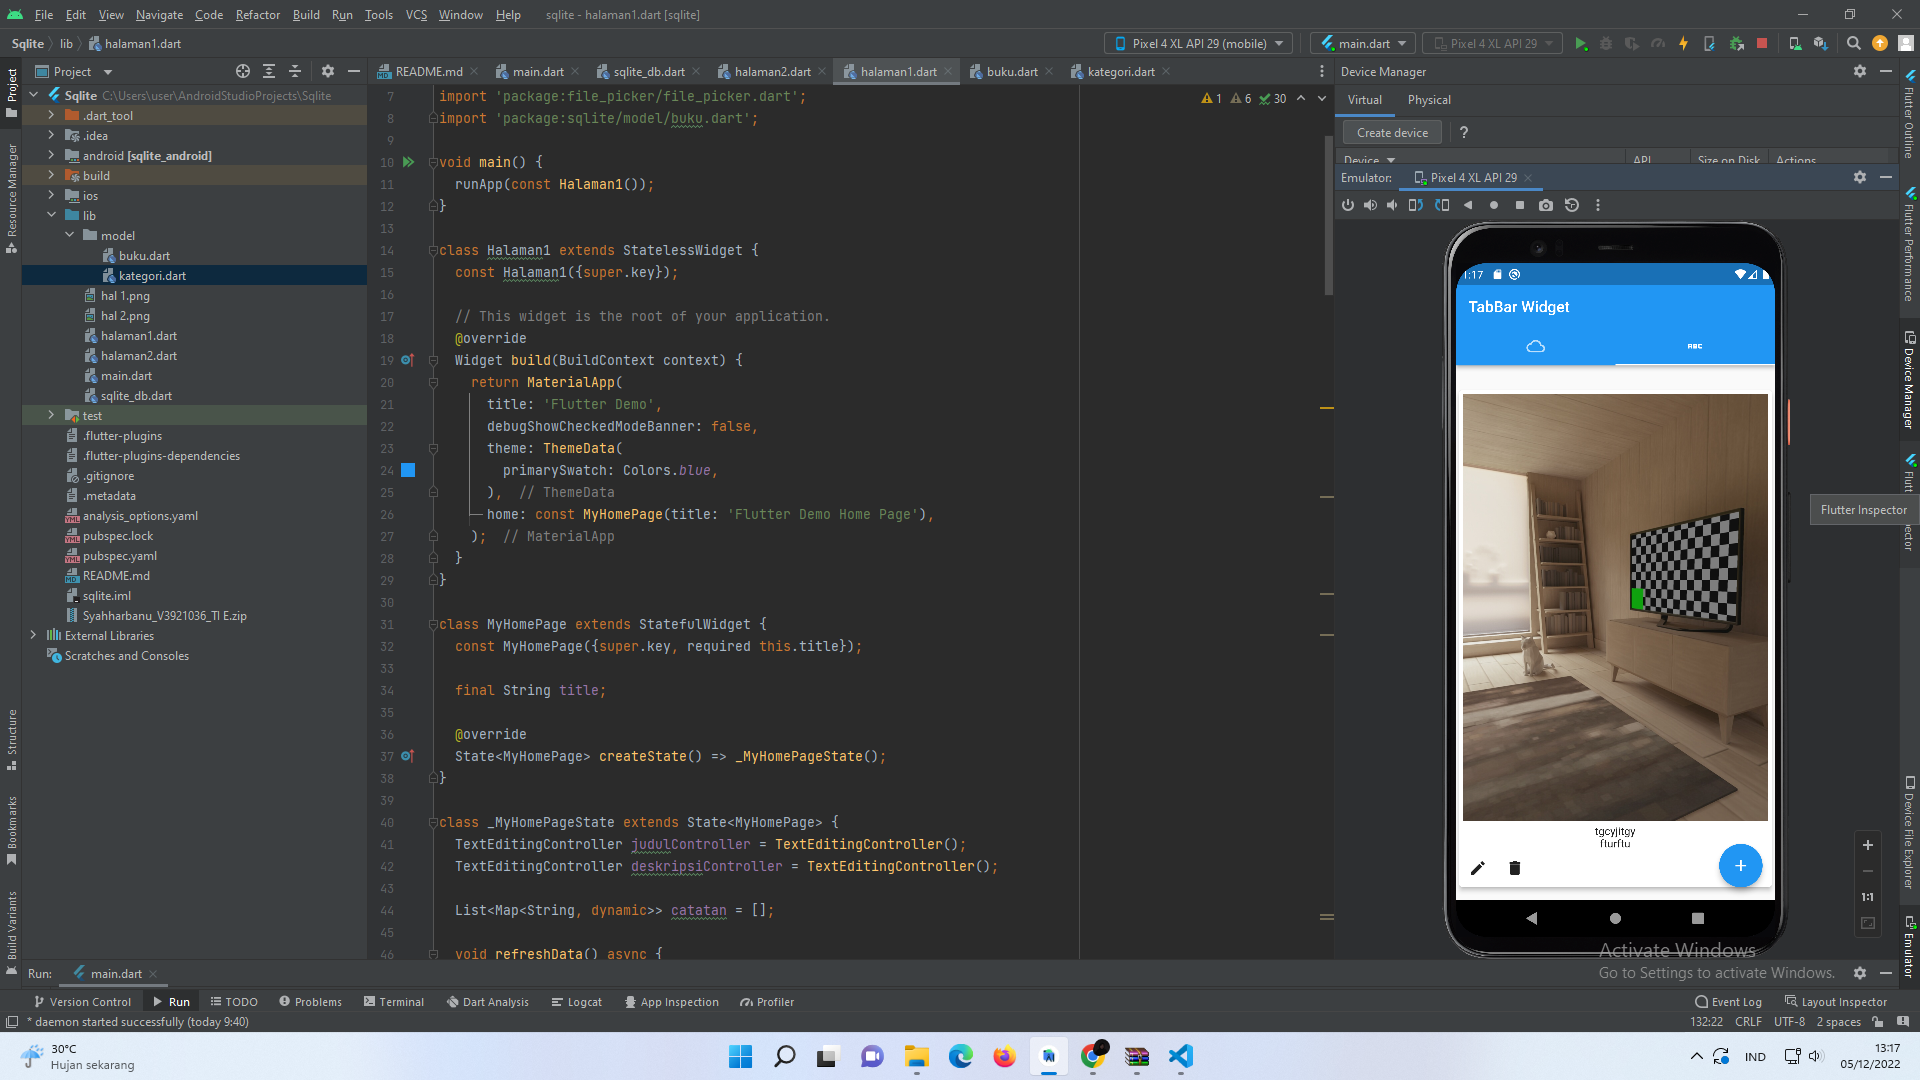 File Edit View Navigate Code Refactor Build Run Tools VCS Window Help sqlite - halaman1.dart [sqlite]
Sqlite lib halaman1.dart
Pixel 4 XL API 29 (mobile) main.dart Pixel 4 XL API 29
Project
README.md main.dart sqlite_db.dart halaman2.dart halaman1.dart buku.dart kategori.dart
Device Manager
Sqlite C:\Users\user\AndroidStudioProjects\Sqlite
.dart_tool
.idea
android [sqlite_android]
build
ios
lib
model
buku.dart
kategori.dart
hal 1.png
hal 2.png
halaman1.dart
halaman2.dart
main.dart
sqlite_db.dart
test
.flutter-plugins
.flutter-plugins-dependencies
.gitignore
.metadata
analysis_options.yaml
pubspec.lock
pubspec.yaml
README.md
sqlite.iml
Syahharbanu_V3921036_TI E.zip
External Libraries
Scratches and Consoles
Project
Resource Manager
Structure
Bookmarks
Build Variants
1 6 30
7 import 'package:file_picker/file_picker.dart';
8 import 'package:sqlite/model/buku.dart';
9
10 void main() {
11 runApp(const Halaman1());
12 }
13
14 class Halaman1 extends StatelessWidget {
15 const Halaman1({super.key});
16
17 // This widget is the root of your application.
18 @override
19 Widget build(BuildContext context) {
20 return MaterialApp(
21 title: 'Flutter Demo',
22 debugShowCheckedModeBanner: false,
23 theme: ThemeData(
24 primarySwatch: Colors.blue,
25 ), // ThemeData
26 home: const MyHomePage(title: 'Flutter Demo Home Page'),
27 ); // MaterialApp
28 }
29 }
30
31 class MyHomePage extends StatefulWidget {
32 const MyHomePage({super.key, required this.title});
33
34 final String title;
35
36 @override
37 State<MyHomePage> createState() => _MyHomePageState();
38 }
39
40 class _MyHomePageState extends State<MyHomePage> {
41 TextEditingController judulController = TextEditingController();
42 TextEditingController deskripsiController = TextEditingController();
43
44 List<Map<String, dynamic>> catatan = [];
45
46 void refreshData() async {
Virtual Physical
Create device ?
Device API Size on Disk Actions
Emulator: Pixel 4 XL API 29
1:17
TabBar Widget
ABC
tgcyjitgy
fturftu
+
1:1
Flutter Outline
Flutter Performance
Device Manager
Flutter Inspector
Device File Explorer
Emulator
Activate Windows
Go to Settings to activate Windows.
Run: main.dart
Version Control Run TODO Problems Terminal Dart Analysis Logcat App Inspection Profiler
Event Log Layout Inspector
* daemon started successfully (today 9:40)
132:22 CRLF UTF-8 2 spaces
30°C
Hujan sekarang
IND
13:17
05/12/2022